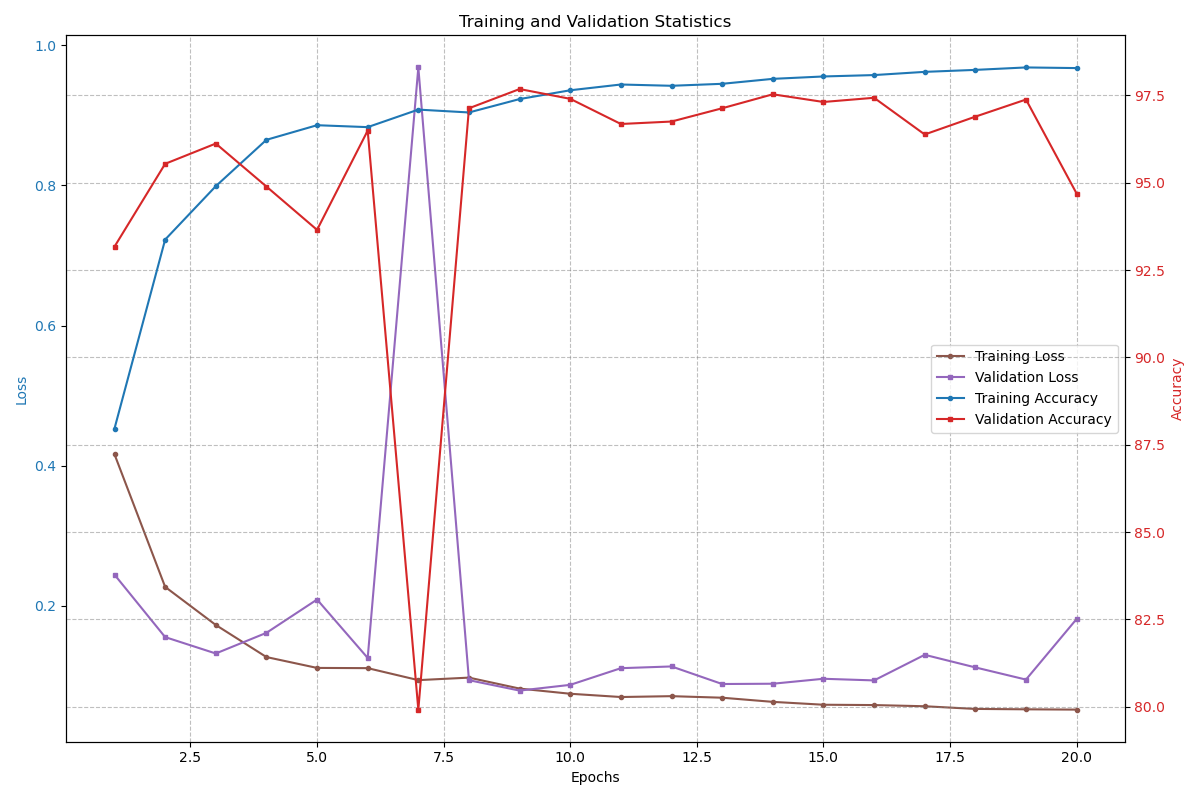 Training and Validation Statistics
1.0
0.8
0.6
0.4
0.2
Loss
97.5
95.0
92.5
90.0
87.5
85.0
82.5
80.0
Accuracy
Training Loss
Validation Loss
Training Accuracy
Validation Accuracy
2.5 5.0 7.5 10.0 12.5 15.0 17.5 20.0
Epochs